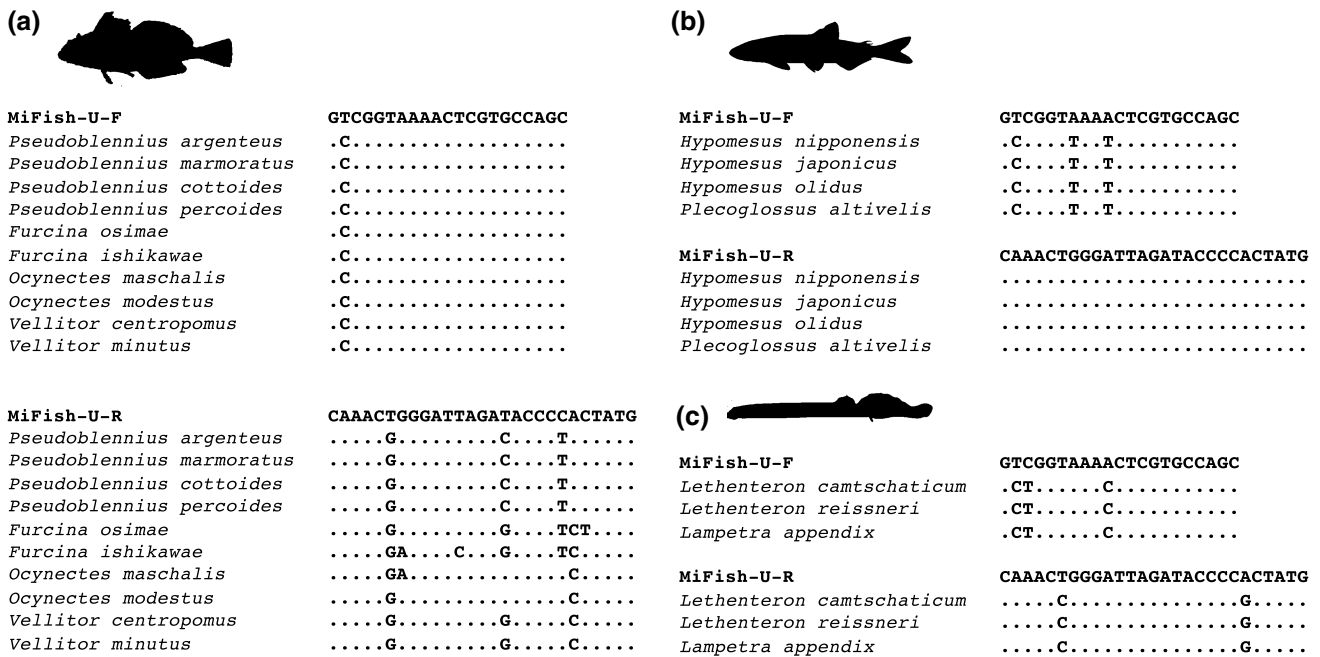 (a)
MiFish-U-F GTCGGTAAAACTCGTGCCAGC
Pseudoblennius argenteus .C...................
Pseudoblennius marmoratus .C...................
Pseudoblennius cottoides .C...................
Pseudoblennius percoides .C...................
Furcina osimae .C...................
Furcina ishikawae .C...................
Ocynectes maschalis .C...................
Ocynectes modestus .C...................
Vellitor centropomus .C...................
Vellitor minutus .C...................
MiFish-U-R CAAACTGGGATTAGATACCCCACTATG
Pseudoblennius argenteus .....G.........C....T......
Pseudoblennius marmoratus .....G.........C....T......
Pseudoblennius cottoides .....G.........C....T......
Pseudoblennius percoides .....G.........C....T......
Furcina osimae .....G.........G....TCT....
Furcina ishikawae .....GA....C...G....TC.....
Ocynectes maschalis .....GA..............C.....
Ocynectes modestus .....G...............C.....
Vellitor centropomus .....G.........G.....C.....
Vellitor minutus .....G.........G.....C.....
(b)
MiFish-U-F GTCGGTAAAACTCGTGCCAGC
Hypomesus nipponensis .C....T..T...........
Hypomesus japonicus .C....T..T...........
Hypomesus olidus .C....T..T...........
Plecoglossus altivelis .C....T..T...........
MiFish-U-R CAAACTGGGATTAGATACCCCACTATG
Hypomesus nipponensis ...........................
Hypomesus japonicus ...........................
Hypomesus olidus ...........................
Plecoglossus altivelis ...........................
(c)
MiFish-U-F GTCGGTAAAACTCGTGCCAGC
Lethenteron camtschaticum .CT......C...........
Lethenteron reissneri .CT......C...........
Lampetra appendix .CT......C...........
MiFish-U-R CAAACTGGGATTAGATACCCCACTATG
Lethenteron camtschaticum .....C...............G.....
Lethenteron reissneri .....C...............G.....
Lampetra appendix .....C...............G.....